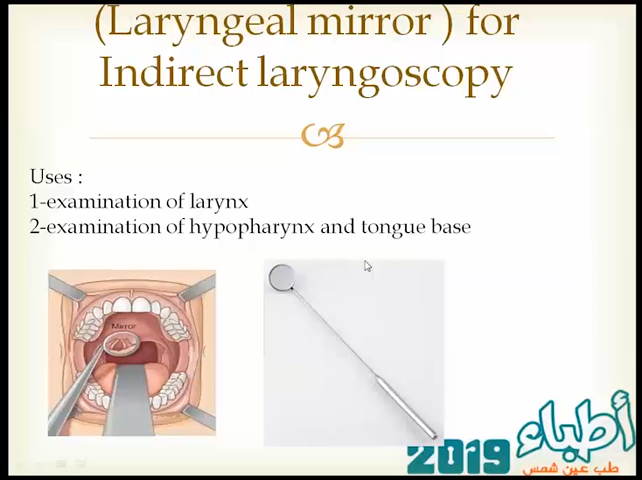 (Laryngeal mirror ) for
Indirect laryngoscopy
Uses :
1-examination of larynx
2-examination of hypopharynx and tongue base
Mirror
أطباء
2019
طب عين شمس